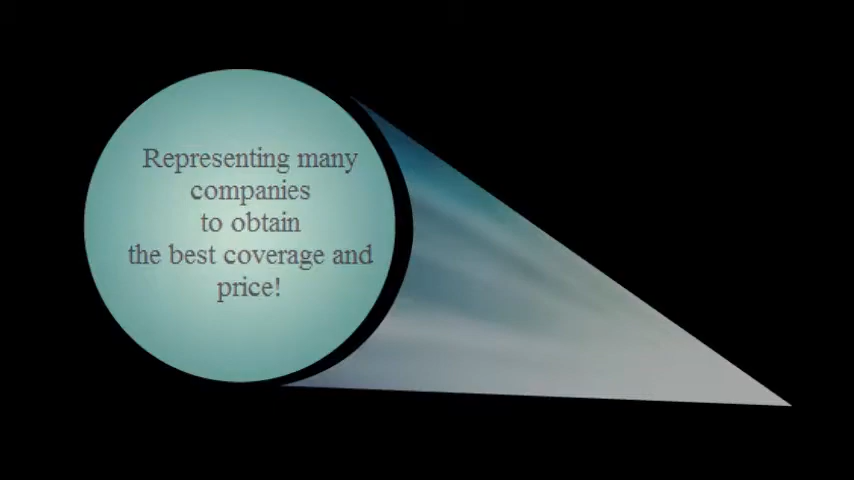 Representing many
companies
to obtain
the best coverage and
price!